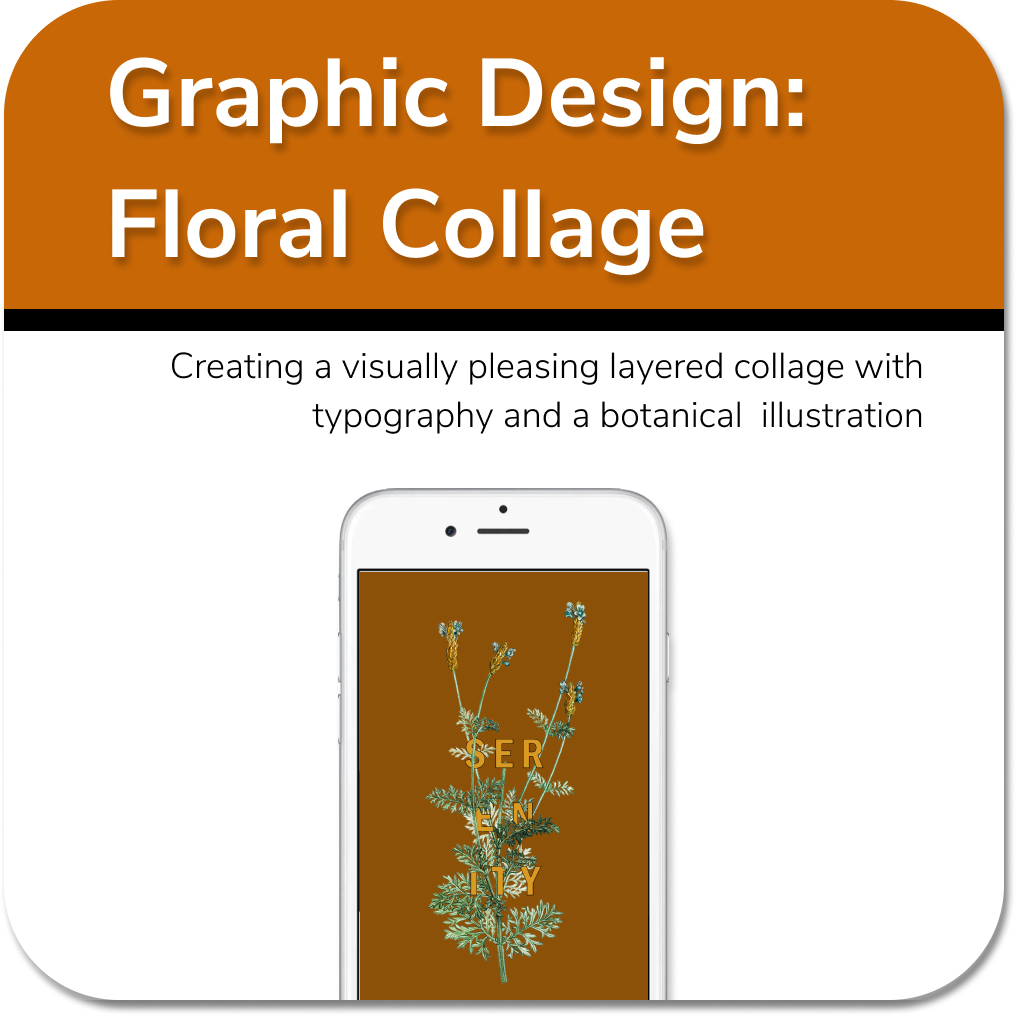 Graphic Design:
Floral Collage
Creating a visually pleasing layered collage with
typography and a botanical  illustration
SER
EN
ITY